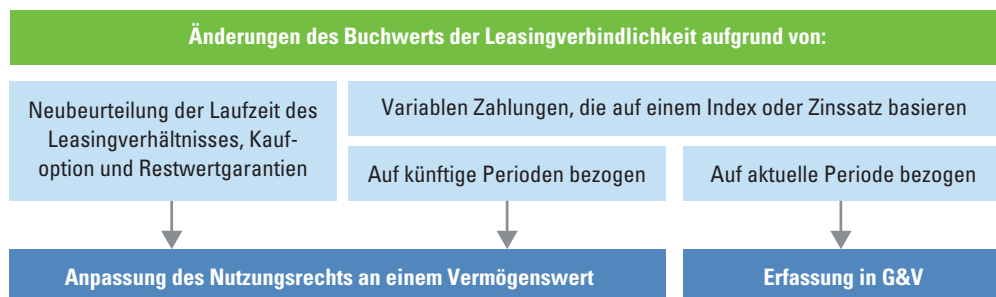 Änderungen des Buchwerts der Leasingverbindlichkeit aufgrund von:
Neubeurteilung der Laufzeit des
Leasingverhältnisses, Kauf-
option und Restwertgarantien
Variablen Zahlungen, die auf einem Index oder Zinssatz basieren
Auf künftige Perioden bezogen
Auf aktuelle Periode bezogen
Anpassung des Nutzungsrechts an einem Vermögenswert
Erfassung in G&V